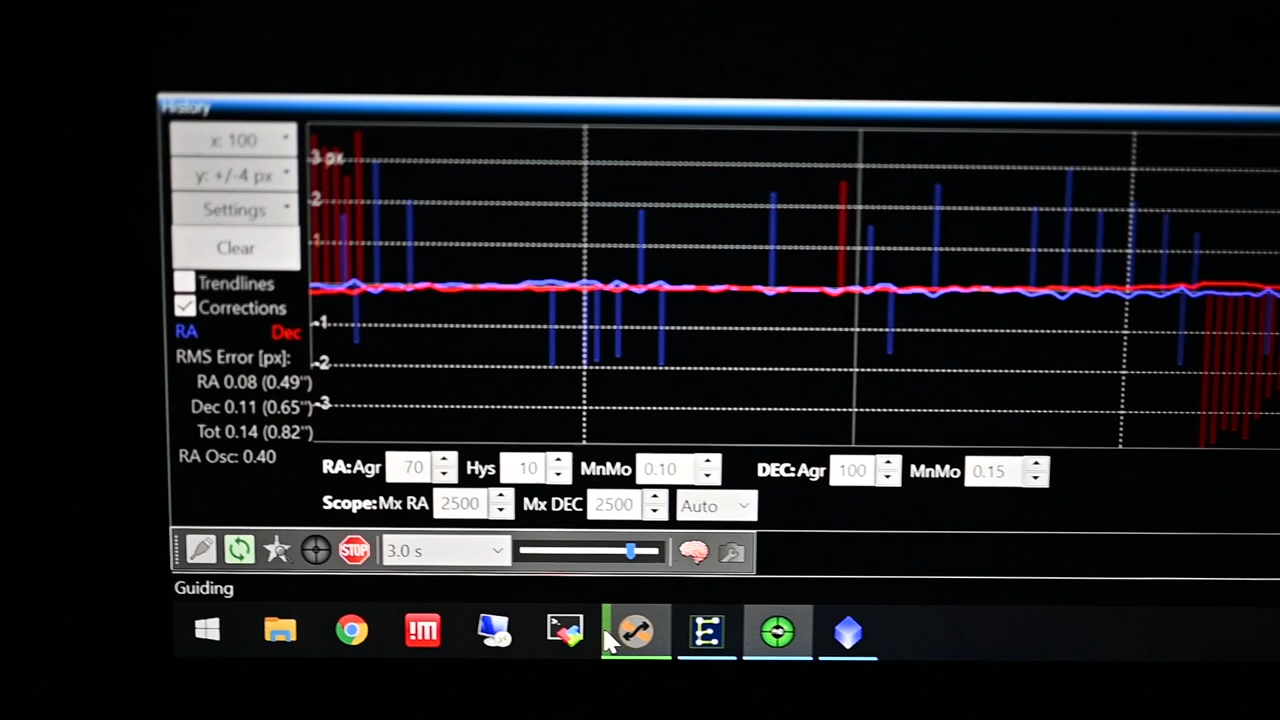 History
x: 100
y: +/-4 px
Settings
Clear
Trendlines
Corrections
RA Dec
RMS Error [px]:
RA 0.08 (0.49")
Dec 0.11 (0.65")
Tot 0.14 (0.82")
RA Osc: 0.40
3 px
2
1
-1
-2
-3
RA: Agr 70 Hys 10 MnMo 0.10 DEC: Agr 100 MnMo 0.15
Scope: Mx RA 2500 Mx DEC 2500 Auto
STOP 3.0 s
Guiding
!M E